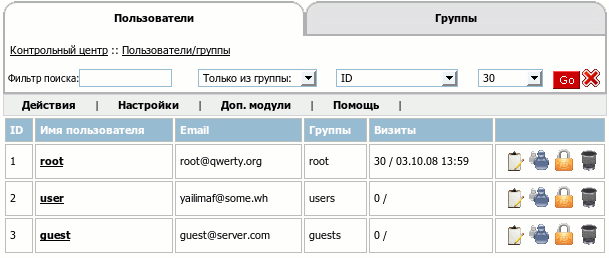 Пользователи Группы
Контрольный центр :: Пользователи/группы
Фильтр поиска: Только из группы: ID 30 Go
Действия | Настройки | Доп. модули | Помощь |
ID Имя пользователя Email Группы Визиты
1 root root@qwerty.org root 30 / 03.10.08 13:59
2 user yailimaf@some.wh users 0 /
3 guest guest@server.com guests 0 /